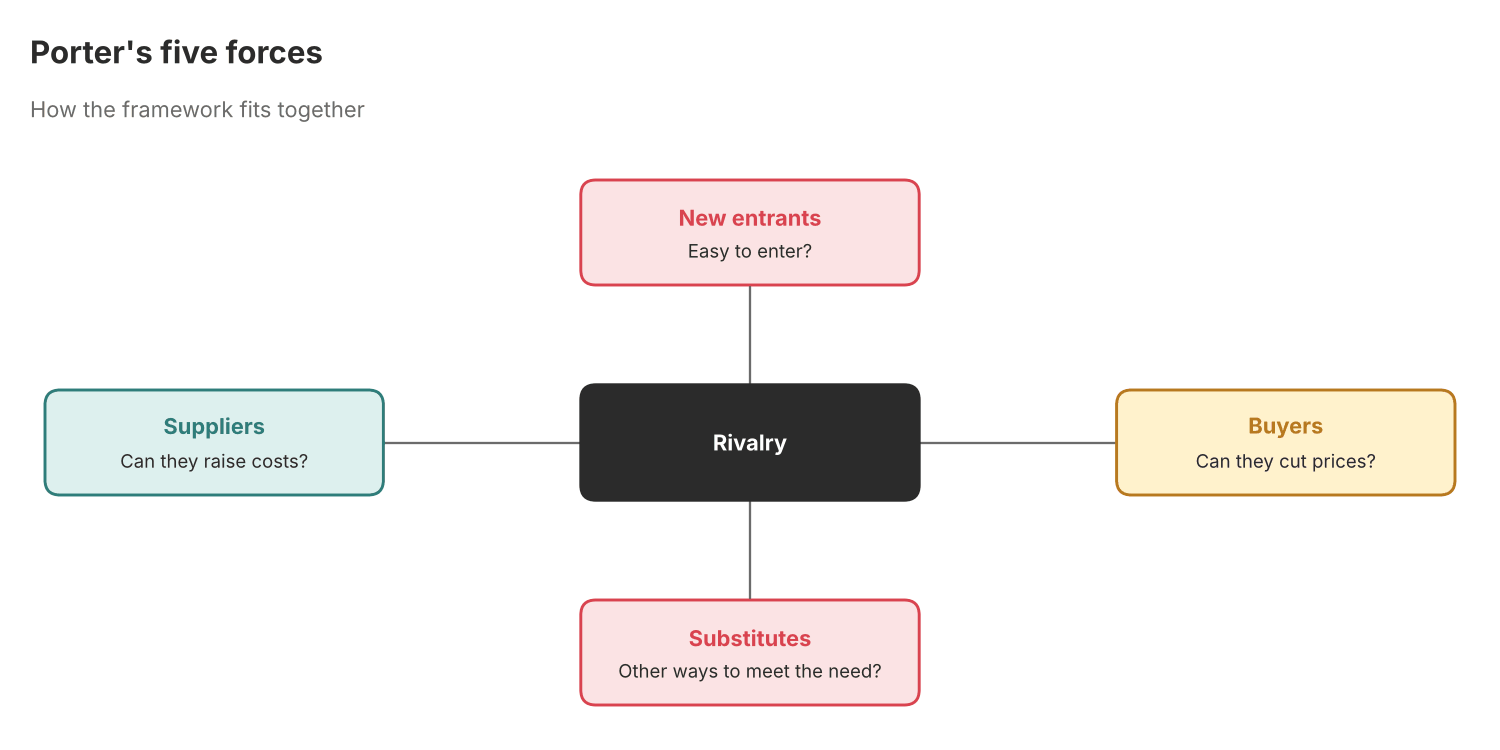 Porter's five forces
How the framework fits together
New entrants
Easy to enter?
Suppliers
Can they raise costs?
Rivalry
Buyers
Can they cut prices?
Substitutes
Other ways to meet the need?